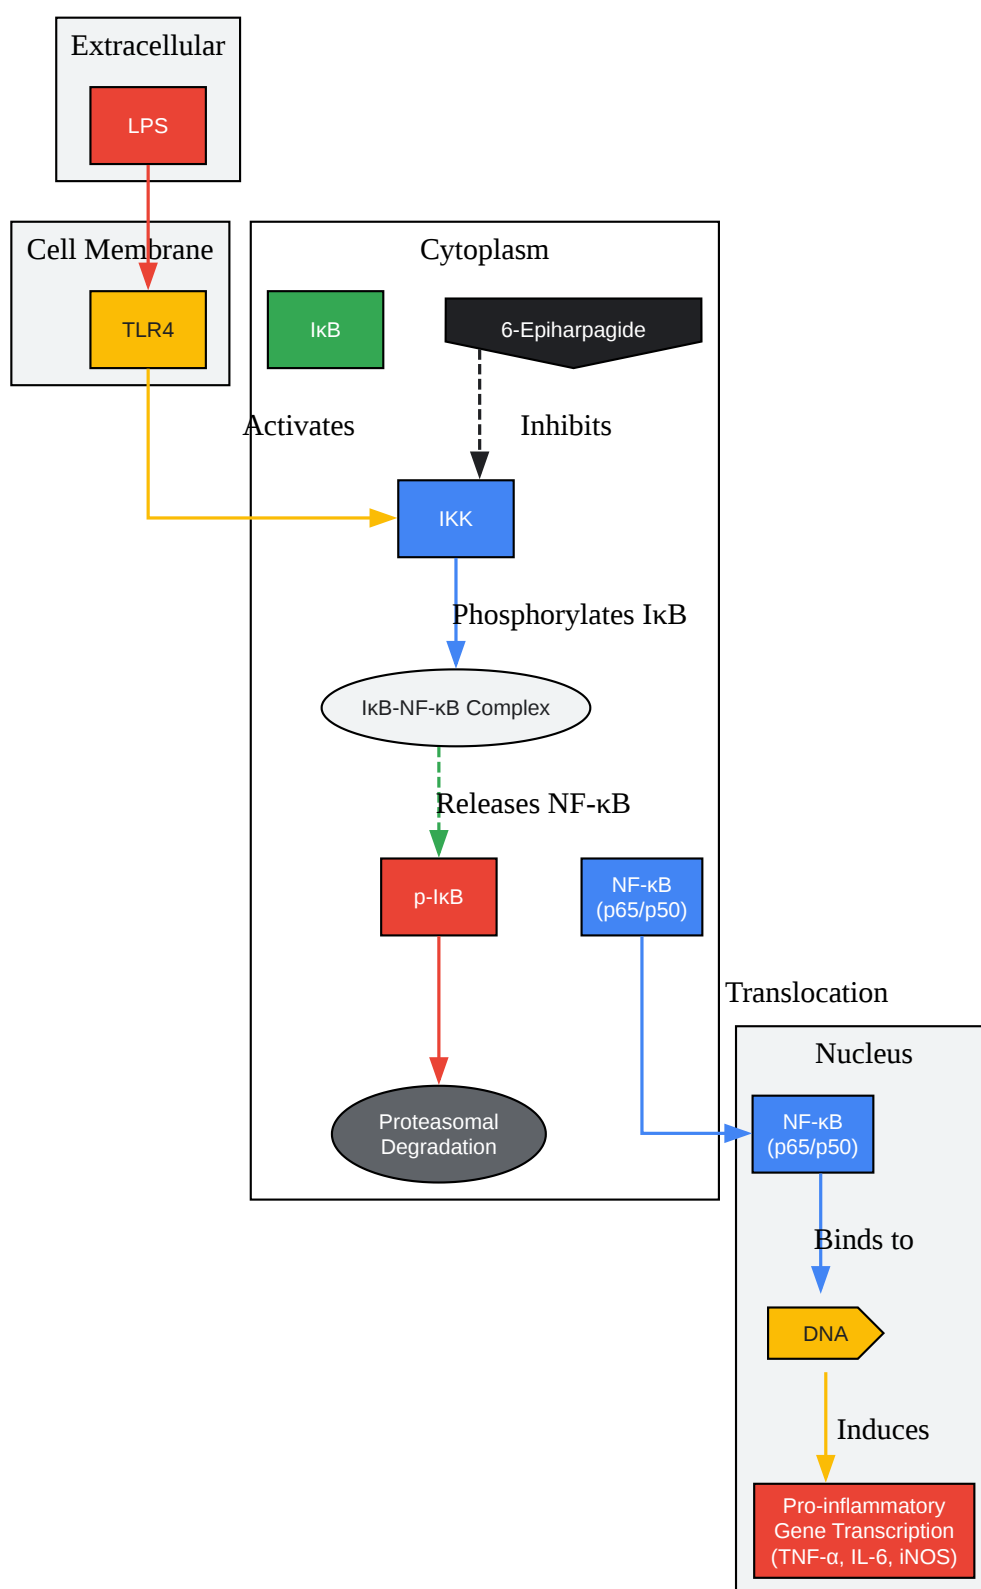 Extracellular
LPS
Cell Membrane
TLR4
Cytoplasm
IκB
6-Epiharpagide
Activates
Inhibits
IKK
Phosphorylates IκB
IκB-NF-κB Complex
Releases NF-κB
p-IκB
NF-κB
(p65/p50)
Translocation
Proteasomal
Degradation
Nucleus
NF-κB
(p65/p50)
Binds to
DNA
Induces
Pro-inflammatory
Gene Transcription
(TNF-α, IL-6, iNOS)